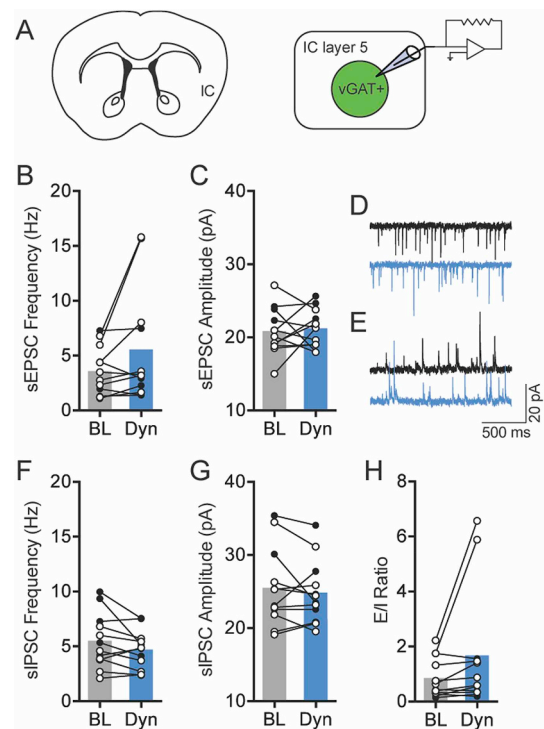 A
IC
IC layer 5
vGAT+
B
sEPSC Frequency (Hz)
20
15
10
5
0
BL Dyn
C
sEPSC Amplitude (pA)
40
30
20
10
BL Dyn
D
E
20 pA
500 ms
F
sIPSC Frequency (Hz)
20
15
10
5
0
BL Dyn
G
sIPSC Amplitude (pA)
40
30
20
10
BL Dyn
H
E/I Ratio
8
6
4
2
0
BL Dyn